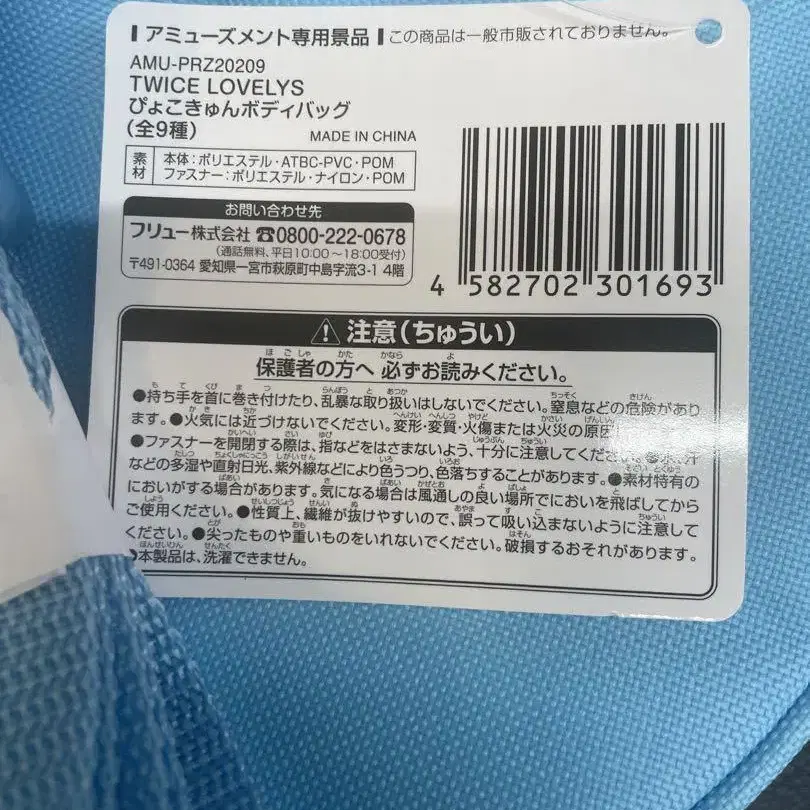 アミューズメント専用景品 この商品は一般市販されておりません。
AMU-PRZ20209
TWICE LOVELYS
ぴょこきゅんボディバッグ
(全9種)
MADE IN CHINA
素材 本体:ポリエステル・ATBC-PVC・POM
ファスナー:ポリエステル・ナイロン・POM
お問い合わせ先
フリュー株式会社 ☎0800-222-0678
(通話無料、平日10:00〜18:00受付)
〒491-0364 愛知県一宮市萩原町中島字流3-1 4階
4 582702 301693
⚠ 注意(ちゅうい)
保護者の方へ 必ずお読みください。
●持ち手を首に巻き付けたり、乱暴な取り扱いはしないでください。窒息などの危険があり
ます。●火気には近づけないでください。変形・変質・火傷または火災の原因
●ファスナーを開閉する際は、指などをはさまないよう、十分に注意してください。●水、汗
などの多湿や直射日光、紫外線などにより色うつり、色落ちすることがあります。●素材特有の
においがする場合があります。気になる場合は風通しの良い場所でにおいを飛ばしてから
ご使用ください。●性質上、繊維が抜けやすいので、誤って吸い込まないように注意して
ください。●尖ったものや重いものをいれないでください。破損するおそれがあります。
●本製品は、洗濯できません。